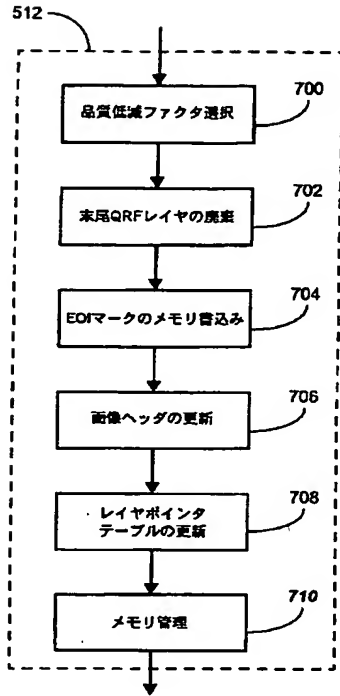 512
品質低減ファクタ選択
700
末尾QRFレイヤの廃棄
702
EOIマークのメモリ書込み
704
画像ヘッダの更新
706
レイヤポインタ
テーブルの更新
708
メモリ管理
710